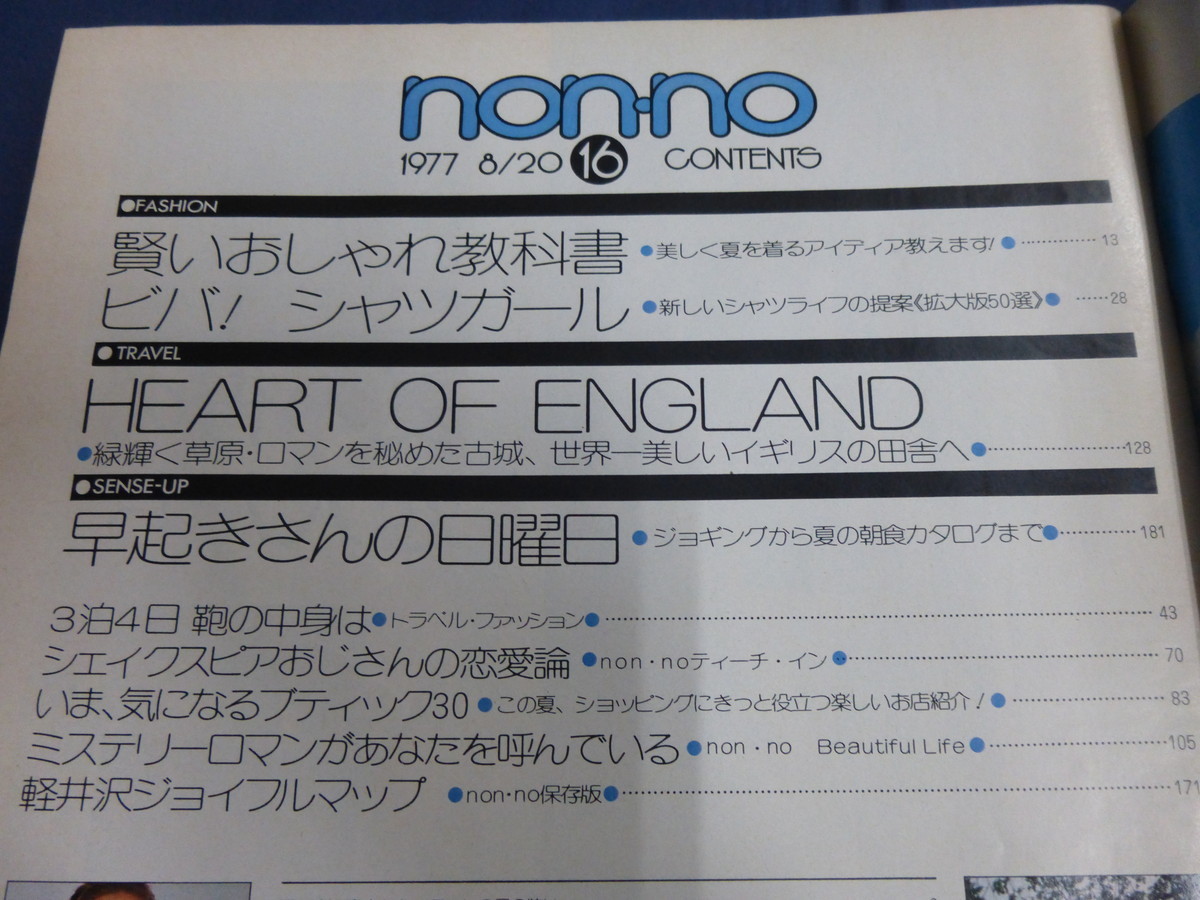 non・no
1977 8/20 16 CONTENTS
●FASHION
賢いおしゃれ教科書 ●美しく夏を着るアイディア教えます!● ………… 13
ビバ! シャツガール ●新しいシャツライフの提案《拡大版50選》● ……28
●TRAVEL
HEART OF ENGLAND
●緑輝く草原・ロマンを秘めた古城、世界一美しいイギリスの田舎へ●…………128
●SENSE-UP
早起きさんの日曜日 ●ジョギングから夏の朝食カタログまで●………181
3泊4日 鞄の中身は●トラベル・ファッション●…………43
シェイクスピアおじさんの恋愛論 ●non・noティーチ・イン●…………70
いま、気になるブティック30 ●この夏、ショッピングにきっと役立つ楽しいお店紹介!●…………83
ミステリーロマンがあなたを呼んでいる ●non・no Beautiful Life●…………105
軽井沢ジョイフルマップ ●non・no保存版●…………171